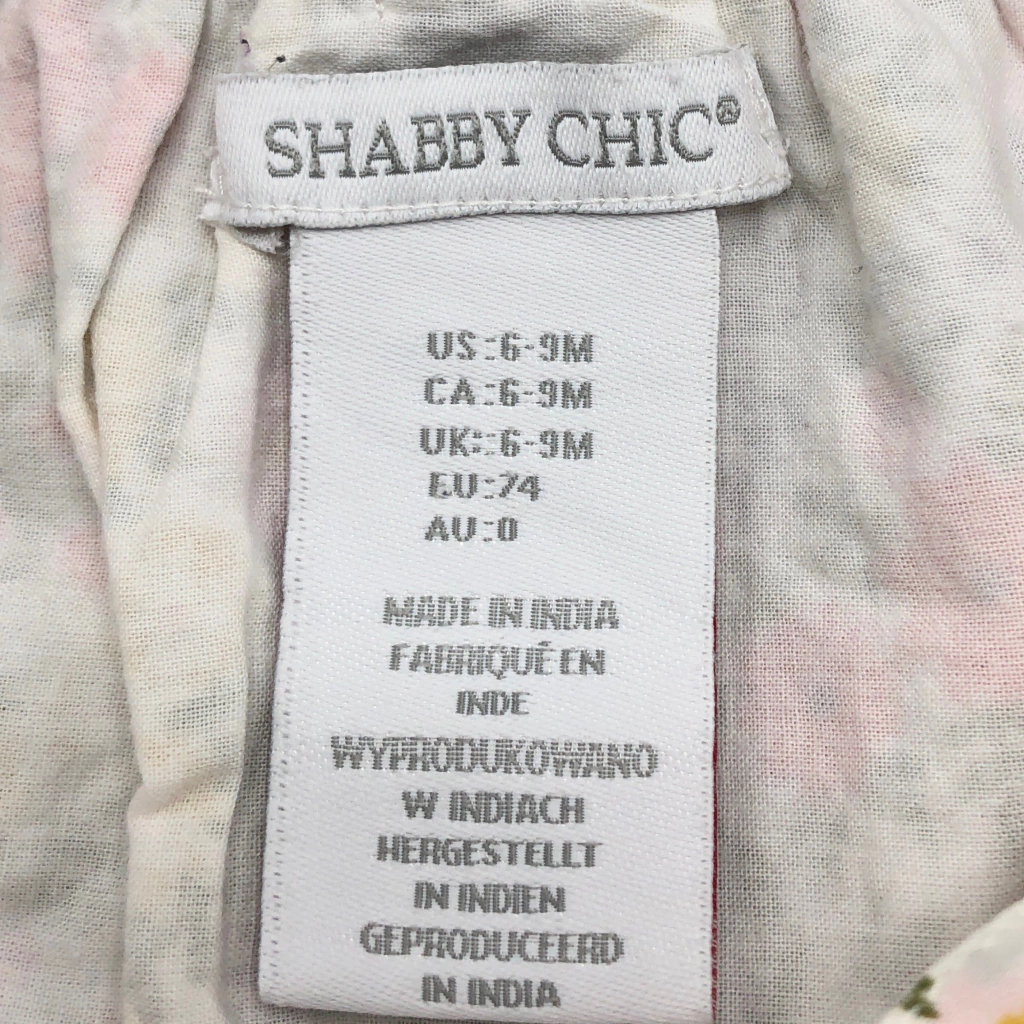 SHABBY CHIC®
US:6-9M
CA:6-9M
UK:6-9M
EU:74
AU:0
MADE IN INDIA
FABRIQUÉ EN
INDE
WYPRODUKOWANO
W INDIACH
HERGESTELLT
IN INDIEN
GEPRODUCEERD
IN INDIA